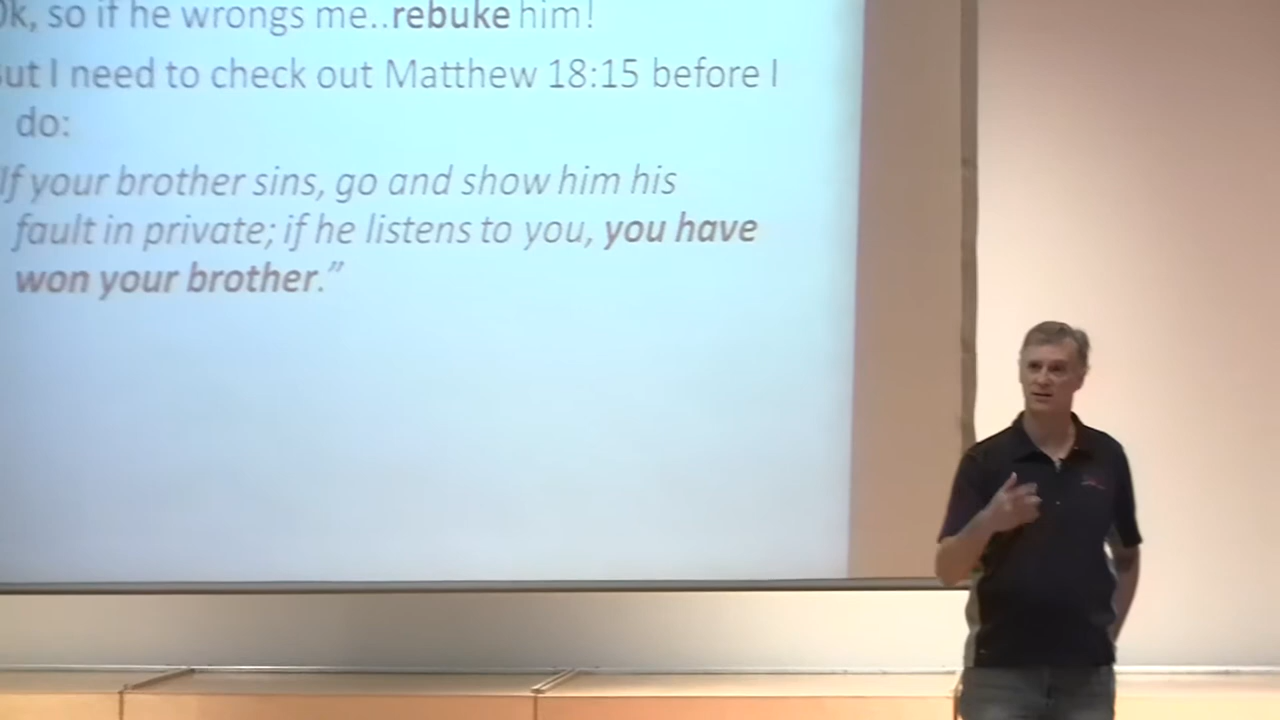 Ok, so if he wrongs me..rebuke him!
But I need to check out Matthew 18:15 before I
do:
"If your brother sins, go and show him his
fault in private; if he listens to you, you have
won your brother."